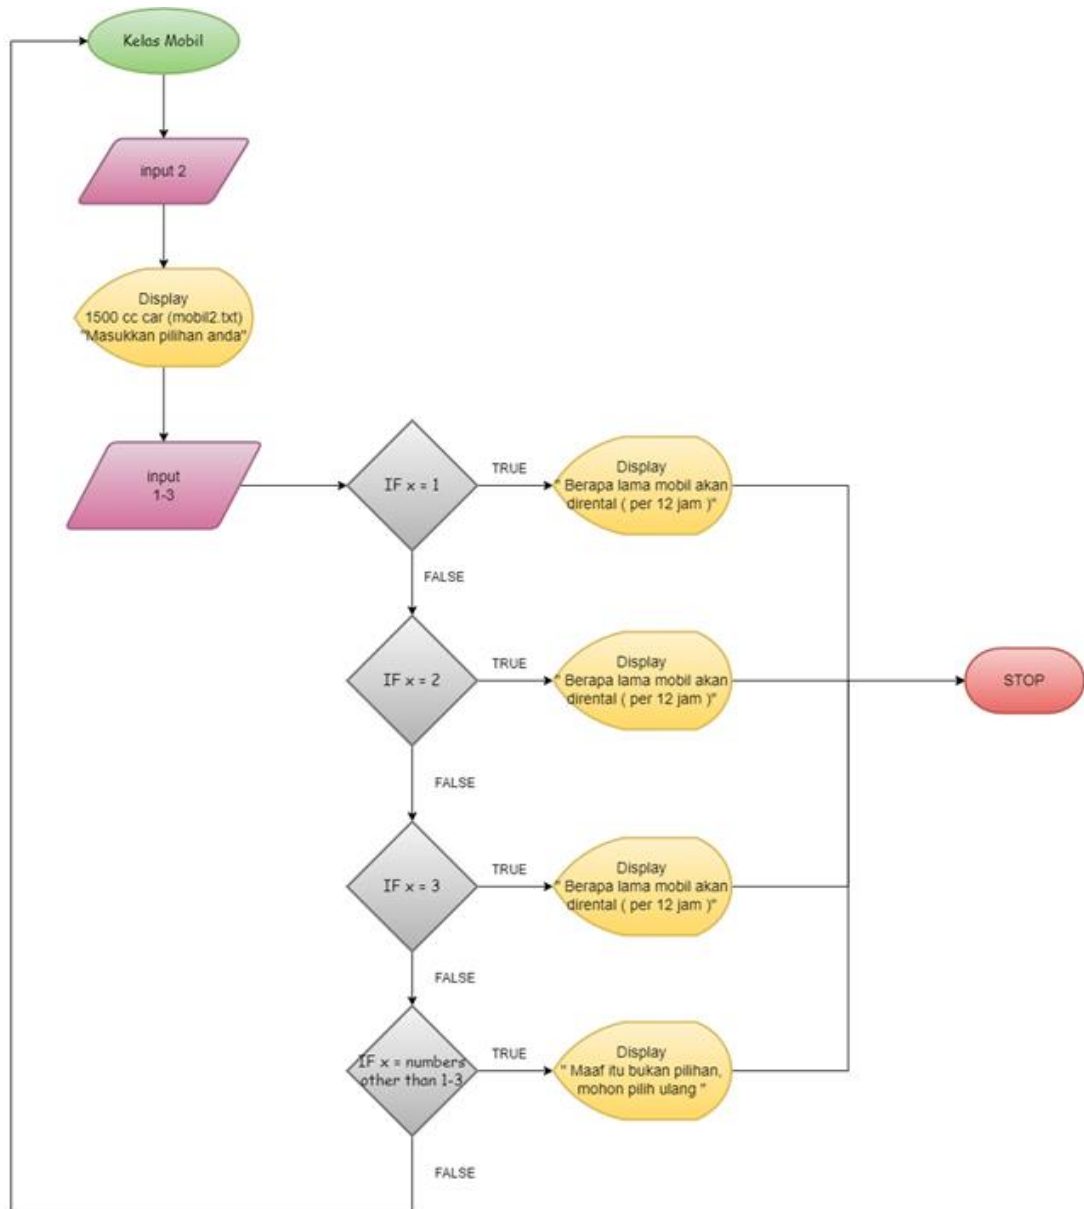 Kelas Mobil
input 2
Display
1500 cc car (mobil2.txt)
"Masukkan pilihan anda"
input
1-3
IF x = 1
TRUE
Display
" Berapa lama mobil akan
dirental ( per 12 jam )"
FALSE
IF x = 2
TRUE
Display
" Berapa lama mobil akan
dirental ( per 12 jam )"
STOP
FALSE
IF x = 3
TRUE
Display
" Berapa lama mobil akan
dirental ( per 12 jam )"
FALSE
IF x = numbers
other than 1-3
TRUE
Display
" Maaf itu bukan pilihan,
mohon pilih ulang "
FALSE